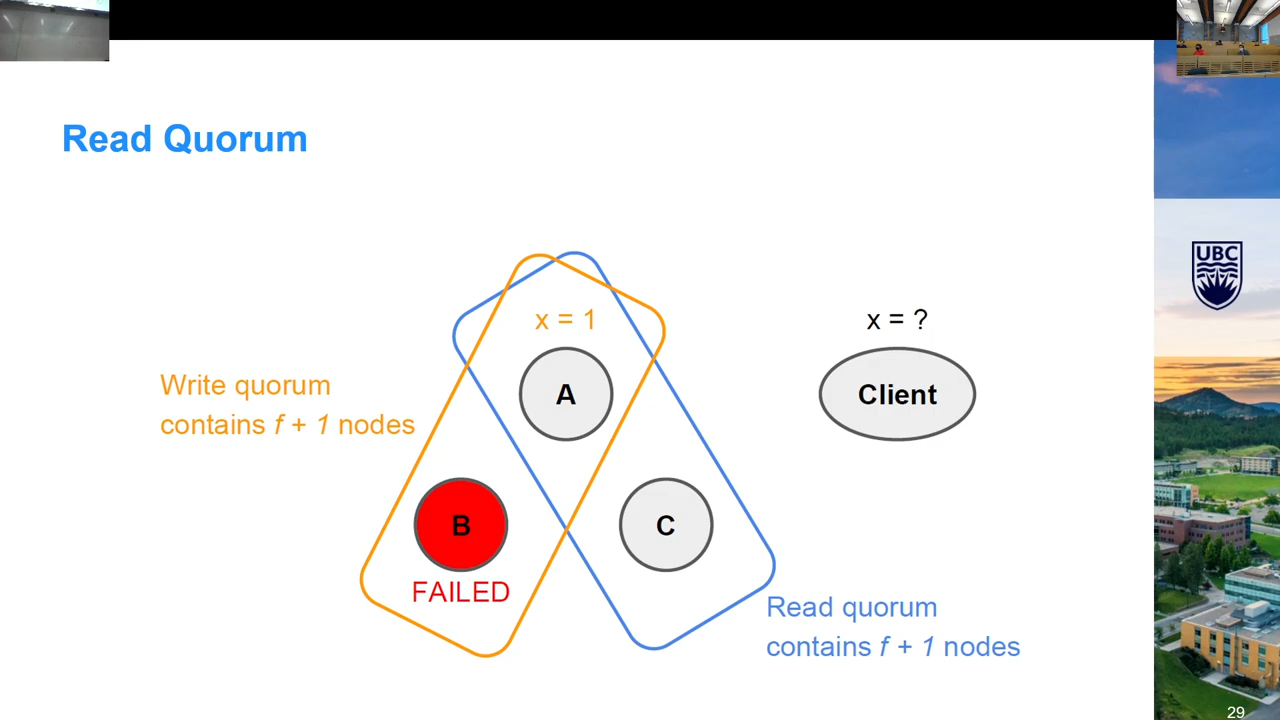 Read Quorum
UBC
x = 1
x = ?
A
Client
Write quorum
contains f + 1 nodes
B
C
FAILED
Read quorum
contains f + 1 nodes
29